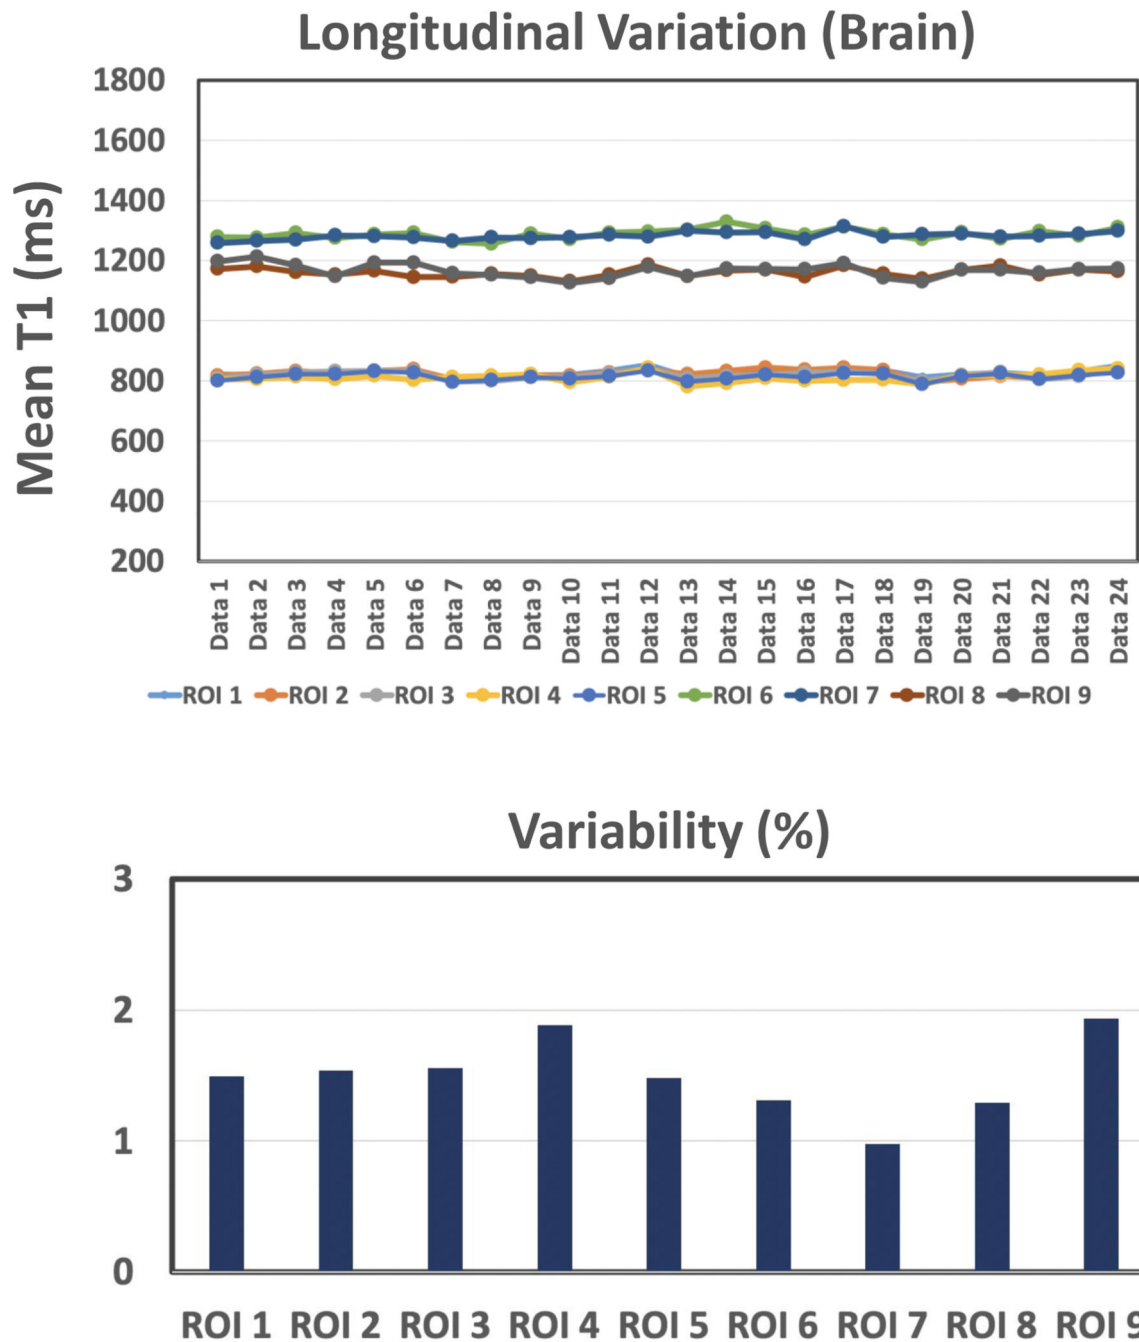 Longitudinal Variation (Brain)
Mean T1 (ms)
1800
1600
1400
1200
1000
800
600
400
200
Data 1
Data 2
Data 3
Data 4
Data 5
Data 6
Data 7
Data 8
Data 9
Data 10
Data 11
Data 12
Data 13
Data 14
Data 15
Data 16
Data 17
Data 18
Data 19
Data 20
Data 21
Data 22
Data 23
Data 24
ROI 1 ROI 2 ROI 3 ROI 4 ROI 5 ROI 6 ROI 7 ROI 8 ROI 9
Variability (%)
3
2
1
0
ROI 1 ROI 2 ROI 3 ROI 4 ROI 5 ROI 6 ROI 7 ROI 8 ROI 9